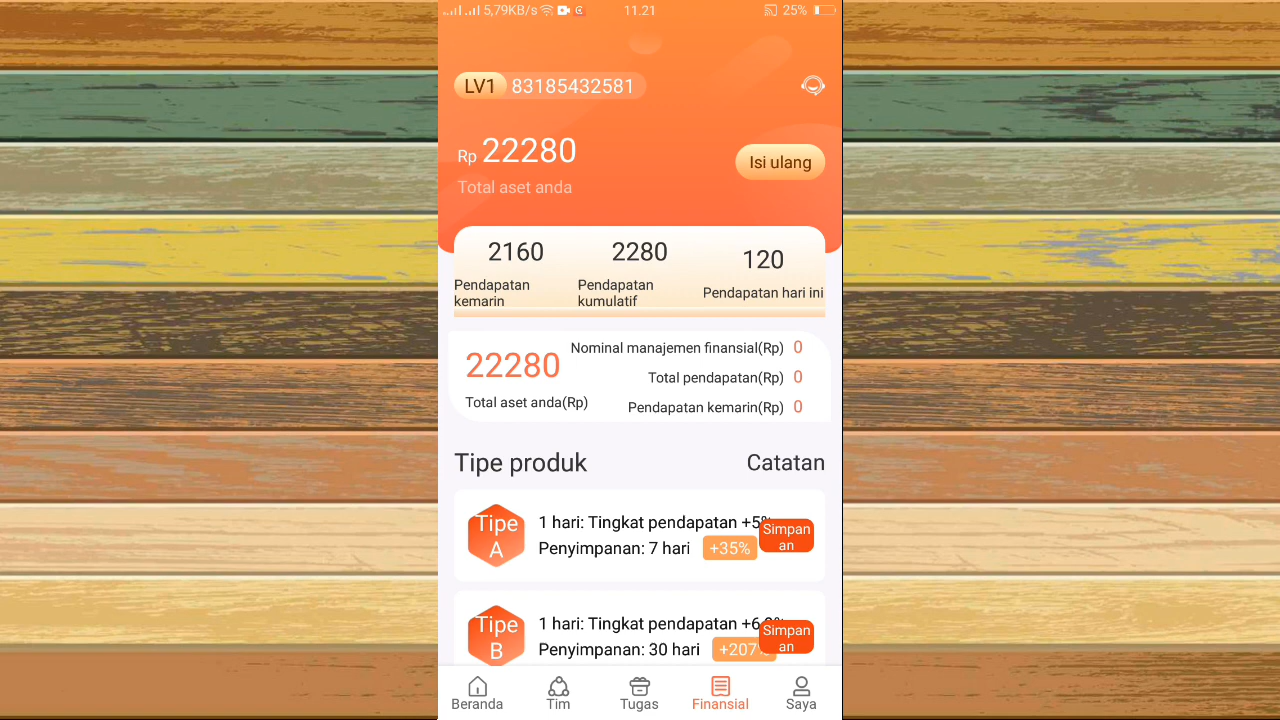 5,79KB/s 11.21 25%
LV1 83185432581
Rp 22280
Isi ulang
Total aset anda
2160 2280 120
Pendapatan kemarin
Pendapatan kumulatif
Pendapatan hari ini
22280
Total aset anda(Rp)
Nominal manajemen finansial(Rp) 0
Total pendapatan(Rp) 0
Pendapatan kemarin(Rp) 0
Tipe produk Catatan
Tipe A
1 hari: Tingkat pendapatan +5%
Penyimpanan: 7 hari +35%
Simpan
an
Tipe B
1 hari: Tingkat pendapatan
Penyimpanan: 30 hari +207%
Simpan
an
Beranda Tim Tugas Finansial Saya